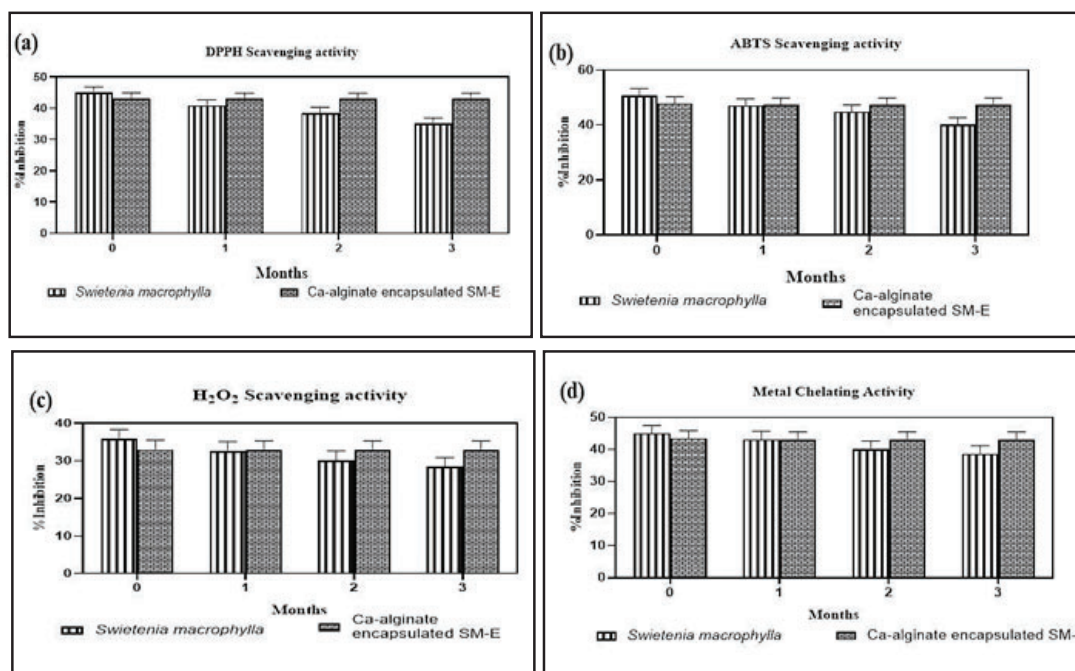 (a)
DPPH Scavenging activity
50
40
30
20
10
0
%Inhibition
0 1 2 3
Months
Swietenia macrophylla Ca-alginate encapsulated SM-E
(b)
ABTS Scavenging activity
60
40
20
0
%Inhibition
0 1 2 3
Months
Swietenia macrophylla Ca-alginate
encapsulated SM-E
(c)
H₂O₂ Scavenging activity
40
30
20
10
0
%Inhibition
0 1 2 3
Months
Swietenia macrophylla Ca-alginate
encapsulated SM-E
(d)
Metal Chelating Activity
50
40
30
20
10
0
%Inhibition
0 1 2 3
Months
Swietenia macrophylla Ca-alginate encapsulated SM-